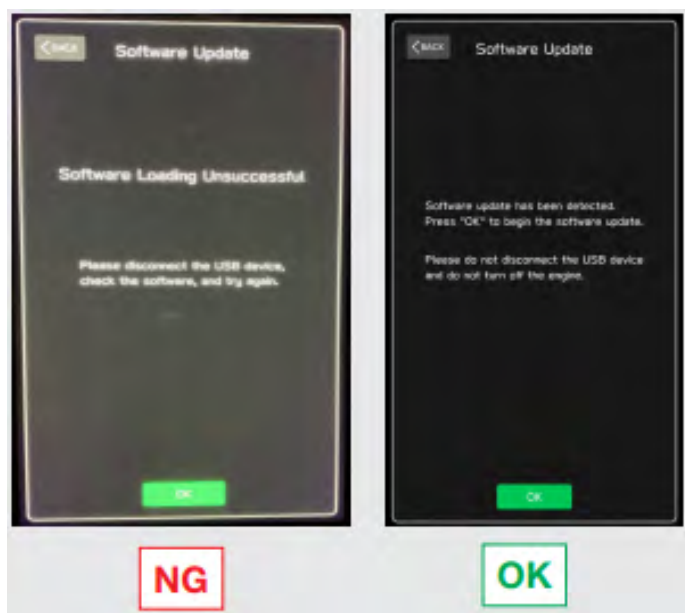 BACK
Software Update
Software Loading Unsuccessful
Please disconnect the USB device,
check the software, and try again.
OK
NG
BACK
Software Update
Software update has been detected.
Press "OK" to begin the software update.
Please do not disconnect the USB device
and do not turn off the engine.
OK
OK